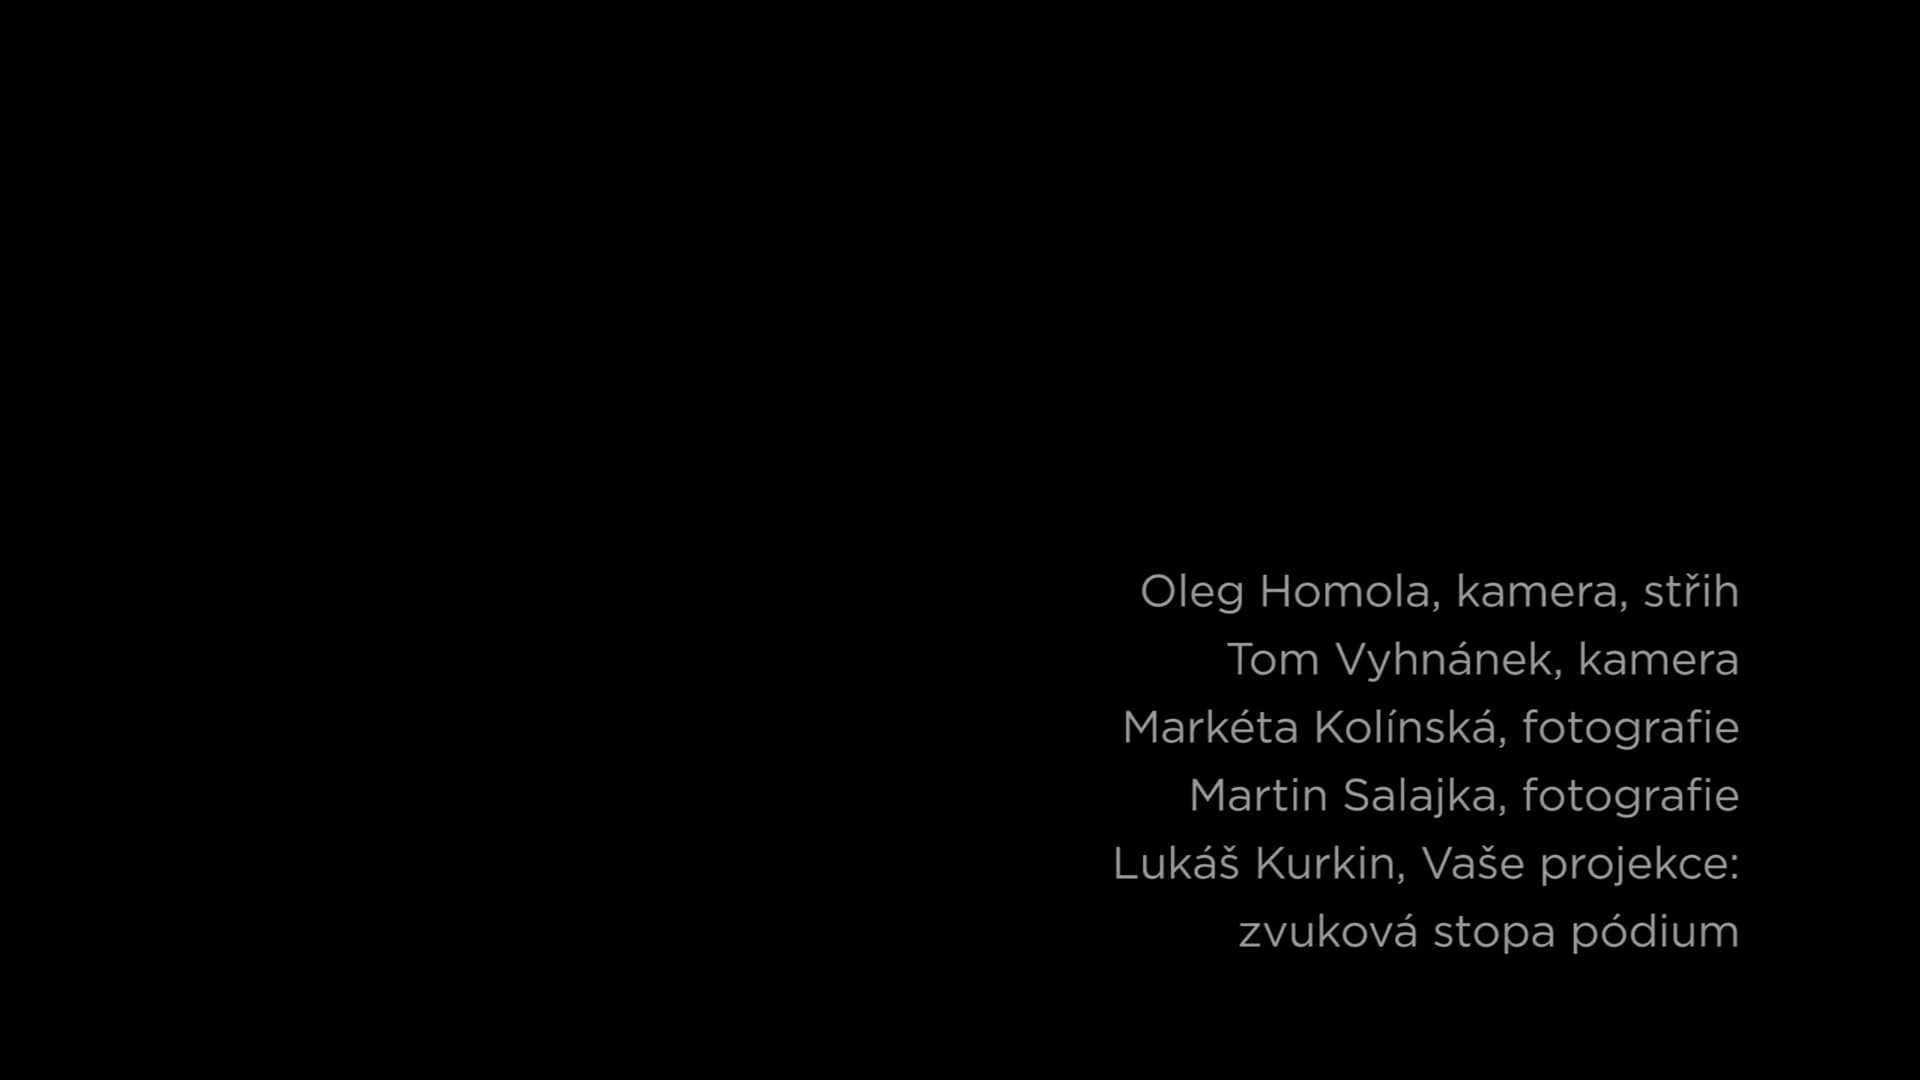 Oleg Homola, kamera, střih
Tom Vyhnánek, kamera
Markéta Kolínská, fotografie
Martin Salajka, fotografie
Lukáš Kurkin, Vaše projekce:
zvuková stopa pódium